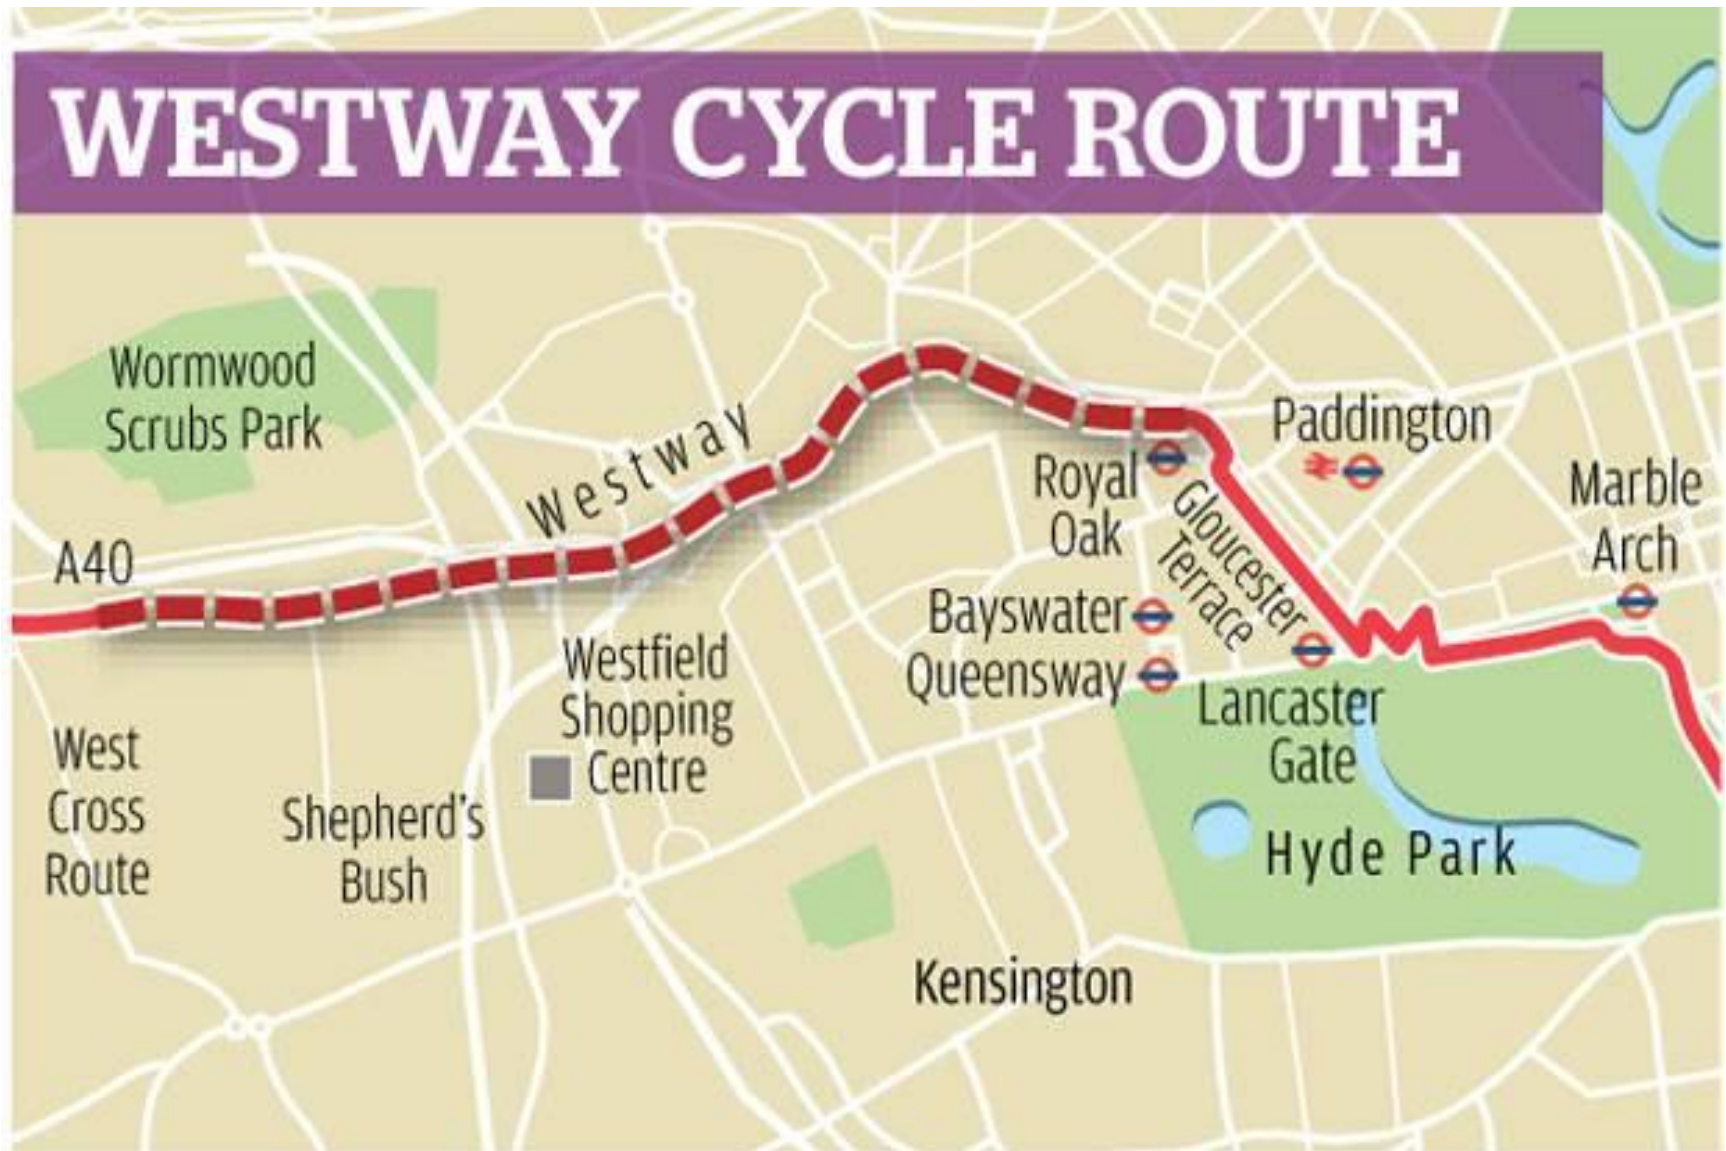 WESTWAY CYCLE ROUTE
Wormwood
Scrubs Park
A40
Westway
Paddington
Royal
Oak
Gloucester
Terrace
Marble
Arch
Bayswater
Queensway
Lancaster
Gate
Westfield
Shopping
Centre
West
Cross
Route
Shepherd's
Bush
Hyde Park
Kensington